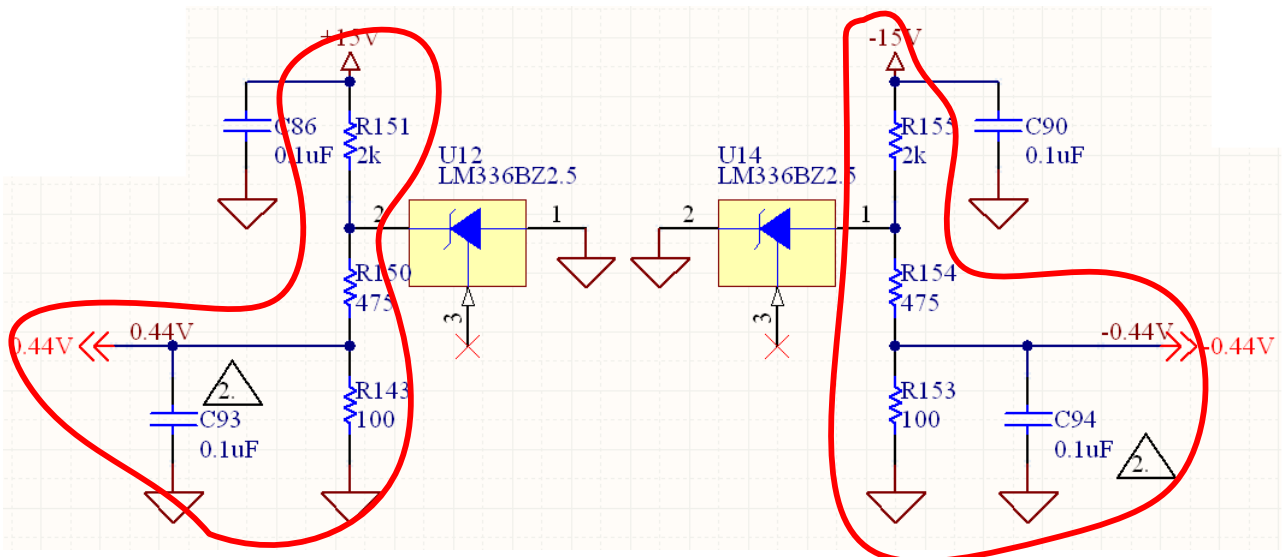 +15V
-15V
C86
0.1uF
R151
2k
U12
LM336BZ2.5
2
1
U14
LM336BZ2.5
2
1
R155
2k
C90
0.1uF
R150
475
3
3
R154
475
0.44V
0.44V
-0.44V
-0.44V
2.
C93
0.1uF
R143
100
R153
100
C94
0.1uF
2.